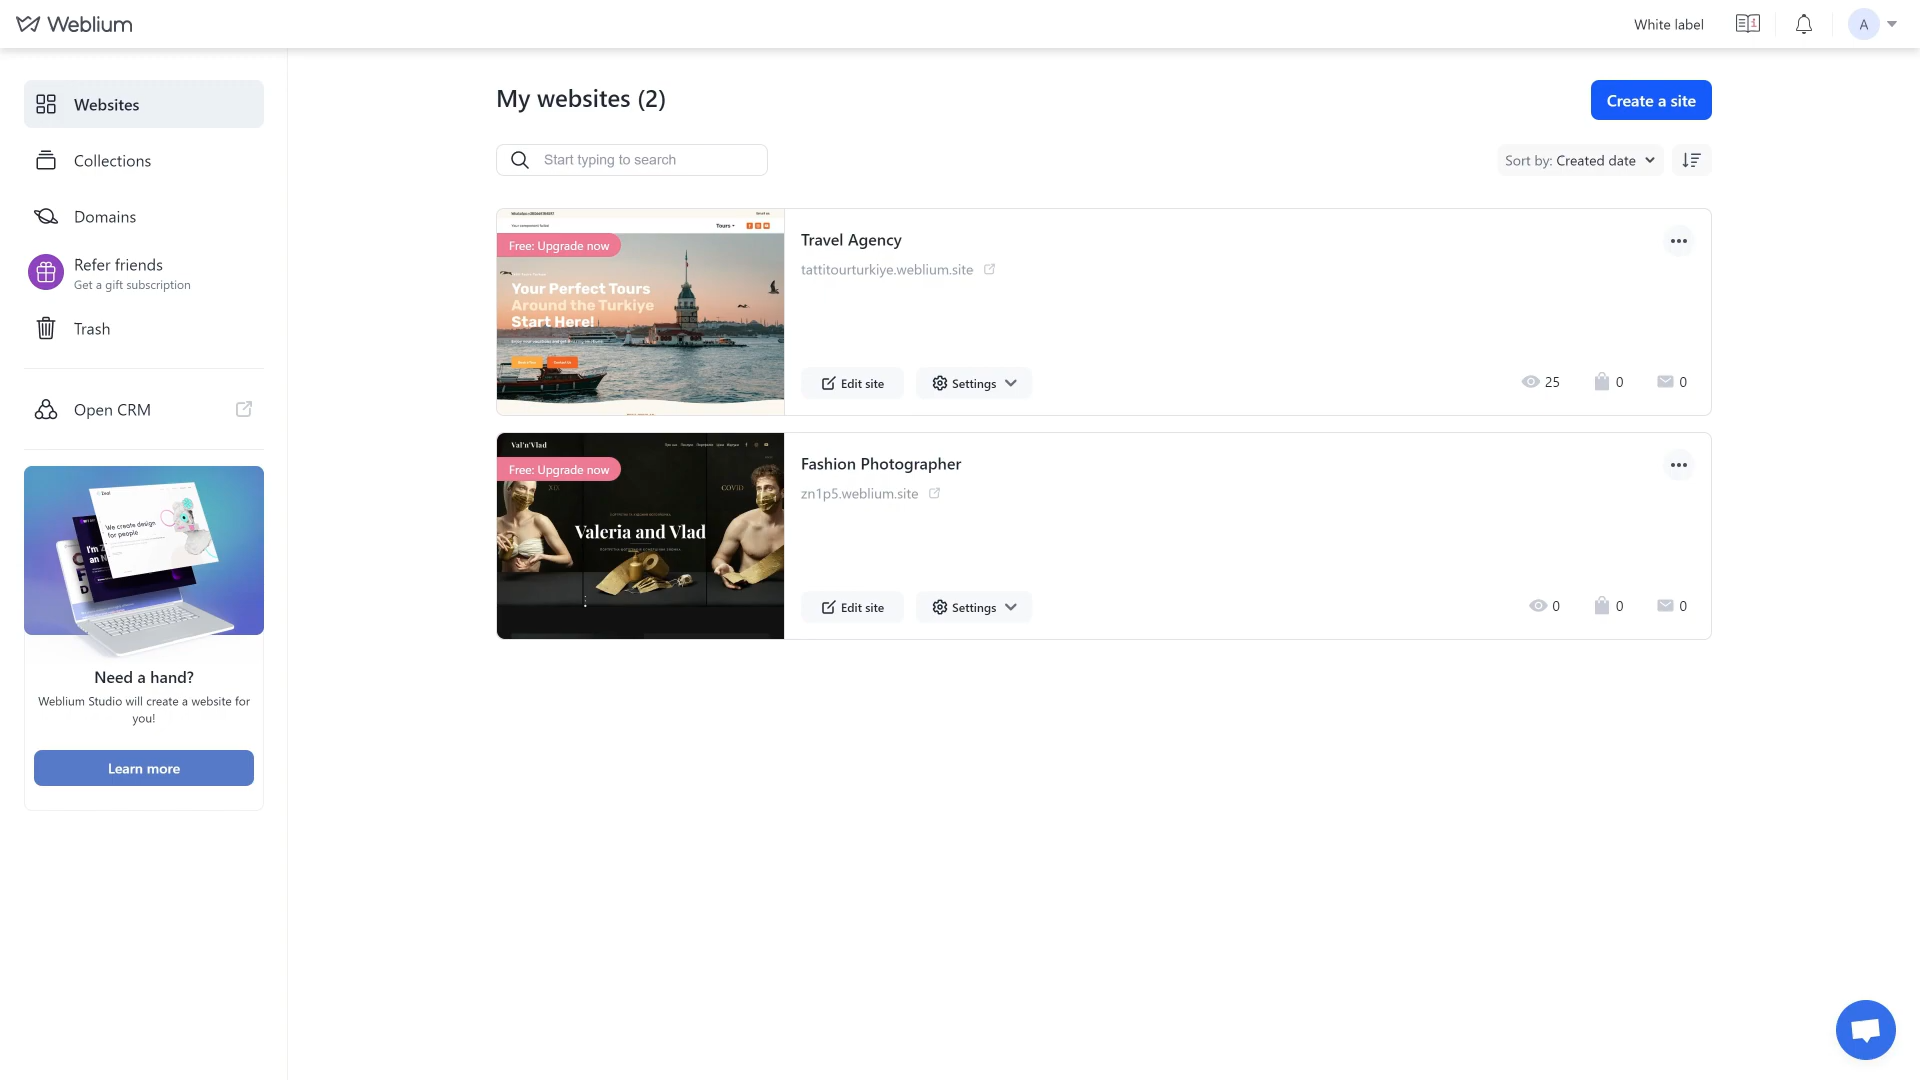 Weblium
White label
A
Websites
Collections
Domains
Refer friends
Get a gift subscription
Trash
Open CRM
We create design
for people
Need a hand?
Weblium Studio will create a website for
you!
Learn more
My websites (2)
Create a site
Start typing to search
Sort by: Created date
Tours
Free: Upgrade now
Your Perfect Tours
Around the Turkiye
Start Here!
Travel Agency
tattitourturkiye.weblium.site
Edit site
Settings
25
0
0
Val'n'Vlad
Free: Upgrade now
COVID
Valeria and Vlad
Fashion Photographer
zn1p5.weblium.site
Edit site
Settings
0
0
0